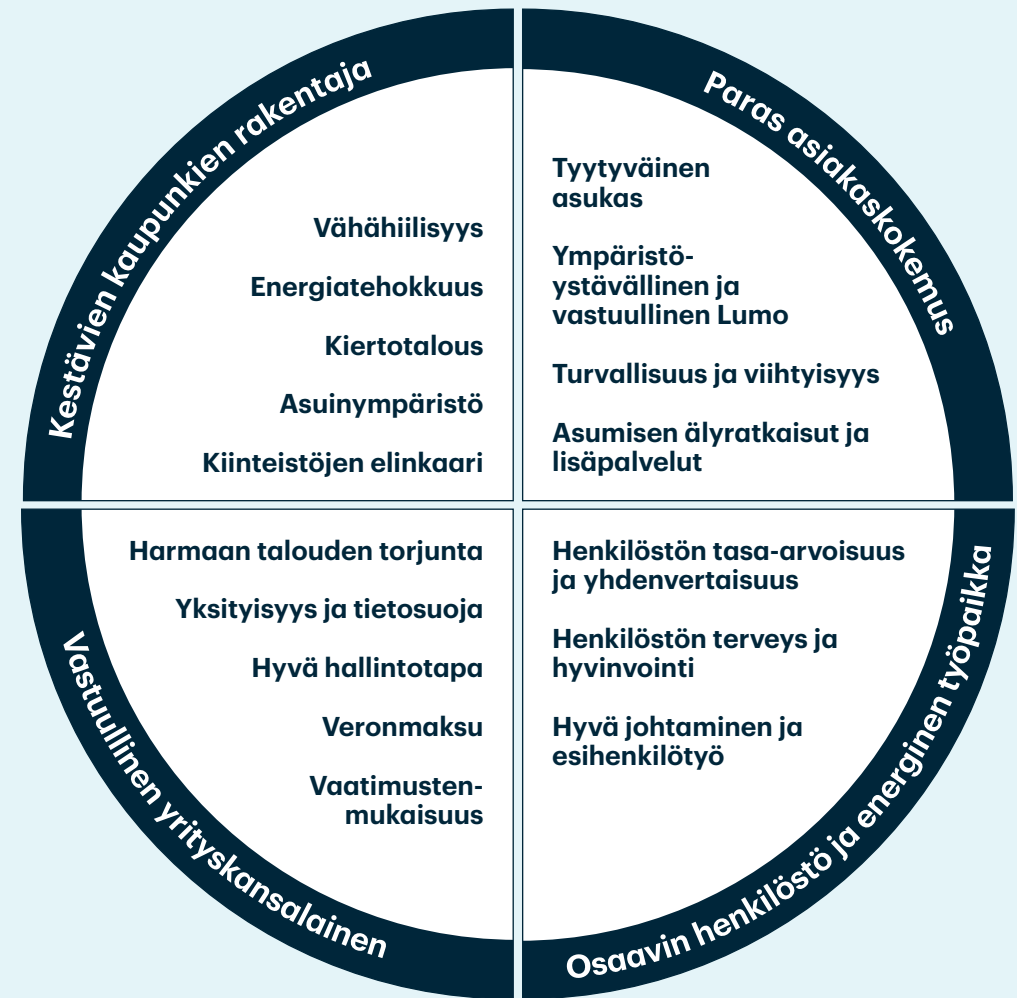 Kestävien kaupunkien rakentaja
Vähähiilisyys
Energiatehokkuus
Kiertotalous
Asuinympäristö
Kiinteistöjen elinkaari
Paras asiakaskokemus
Tyytyväinen
asukas
Ympäristö-
ystävällinen ja
vastuullinen Lumo
Turvallisuus ja viihtyisyys
Asumisen älyratkaisut ja
lisäpalvelut
Vastuullinen yrityskansalainen
Harmaan talouden torjunta
Yksityisyys ja tietosuoja
Hyvä hallintotapa
Veronmaksu
Vaatimusten-
mukaisuus
Osaavin henkilöstö ja energinen työpaikka
Henkilöstön tasa-arvoisuus
ja yhdenvertaisuus
Henkilöstön terveys ja
hyvinvointi
Hyvä johtaminen ja
esihenkilötyö